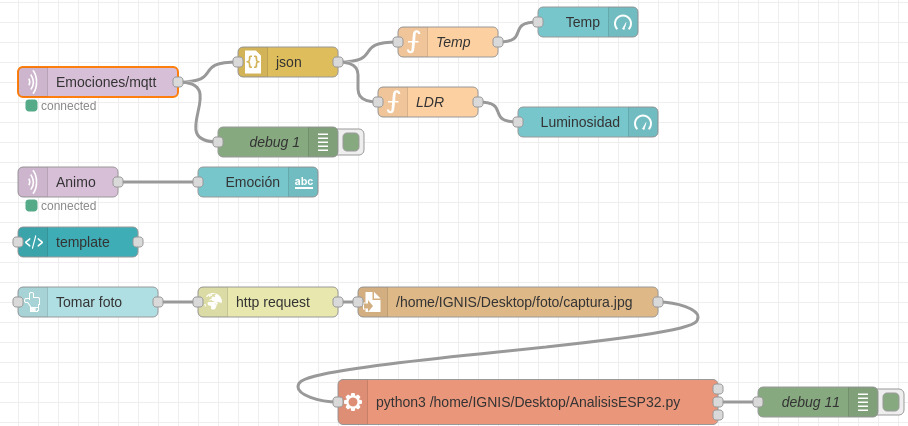 Temp
Temp
json
Emociones/mqtt
connected
LDR
Luminosidad
debug 1
Animo
connected
Emoción
abc
template
Tomar foto
http request
/home/IGNIS/Desktop/foto/captura.jpg
python3 /home/IGNIS/Desktop/AnalisisESP32.py
debug 11